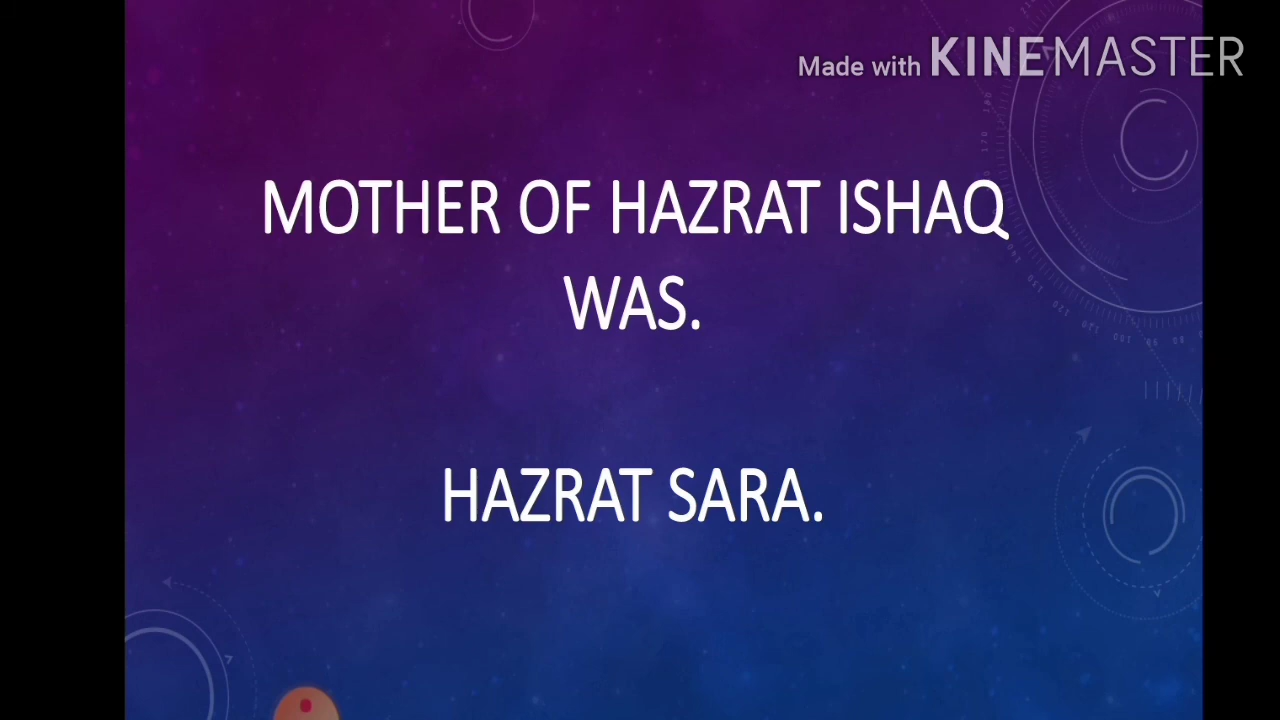 Made with KINEMASTER
MOTHER OF HAZRAT ISHAQ
WAS.
HAZRAT SARA.